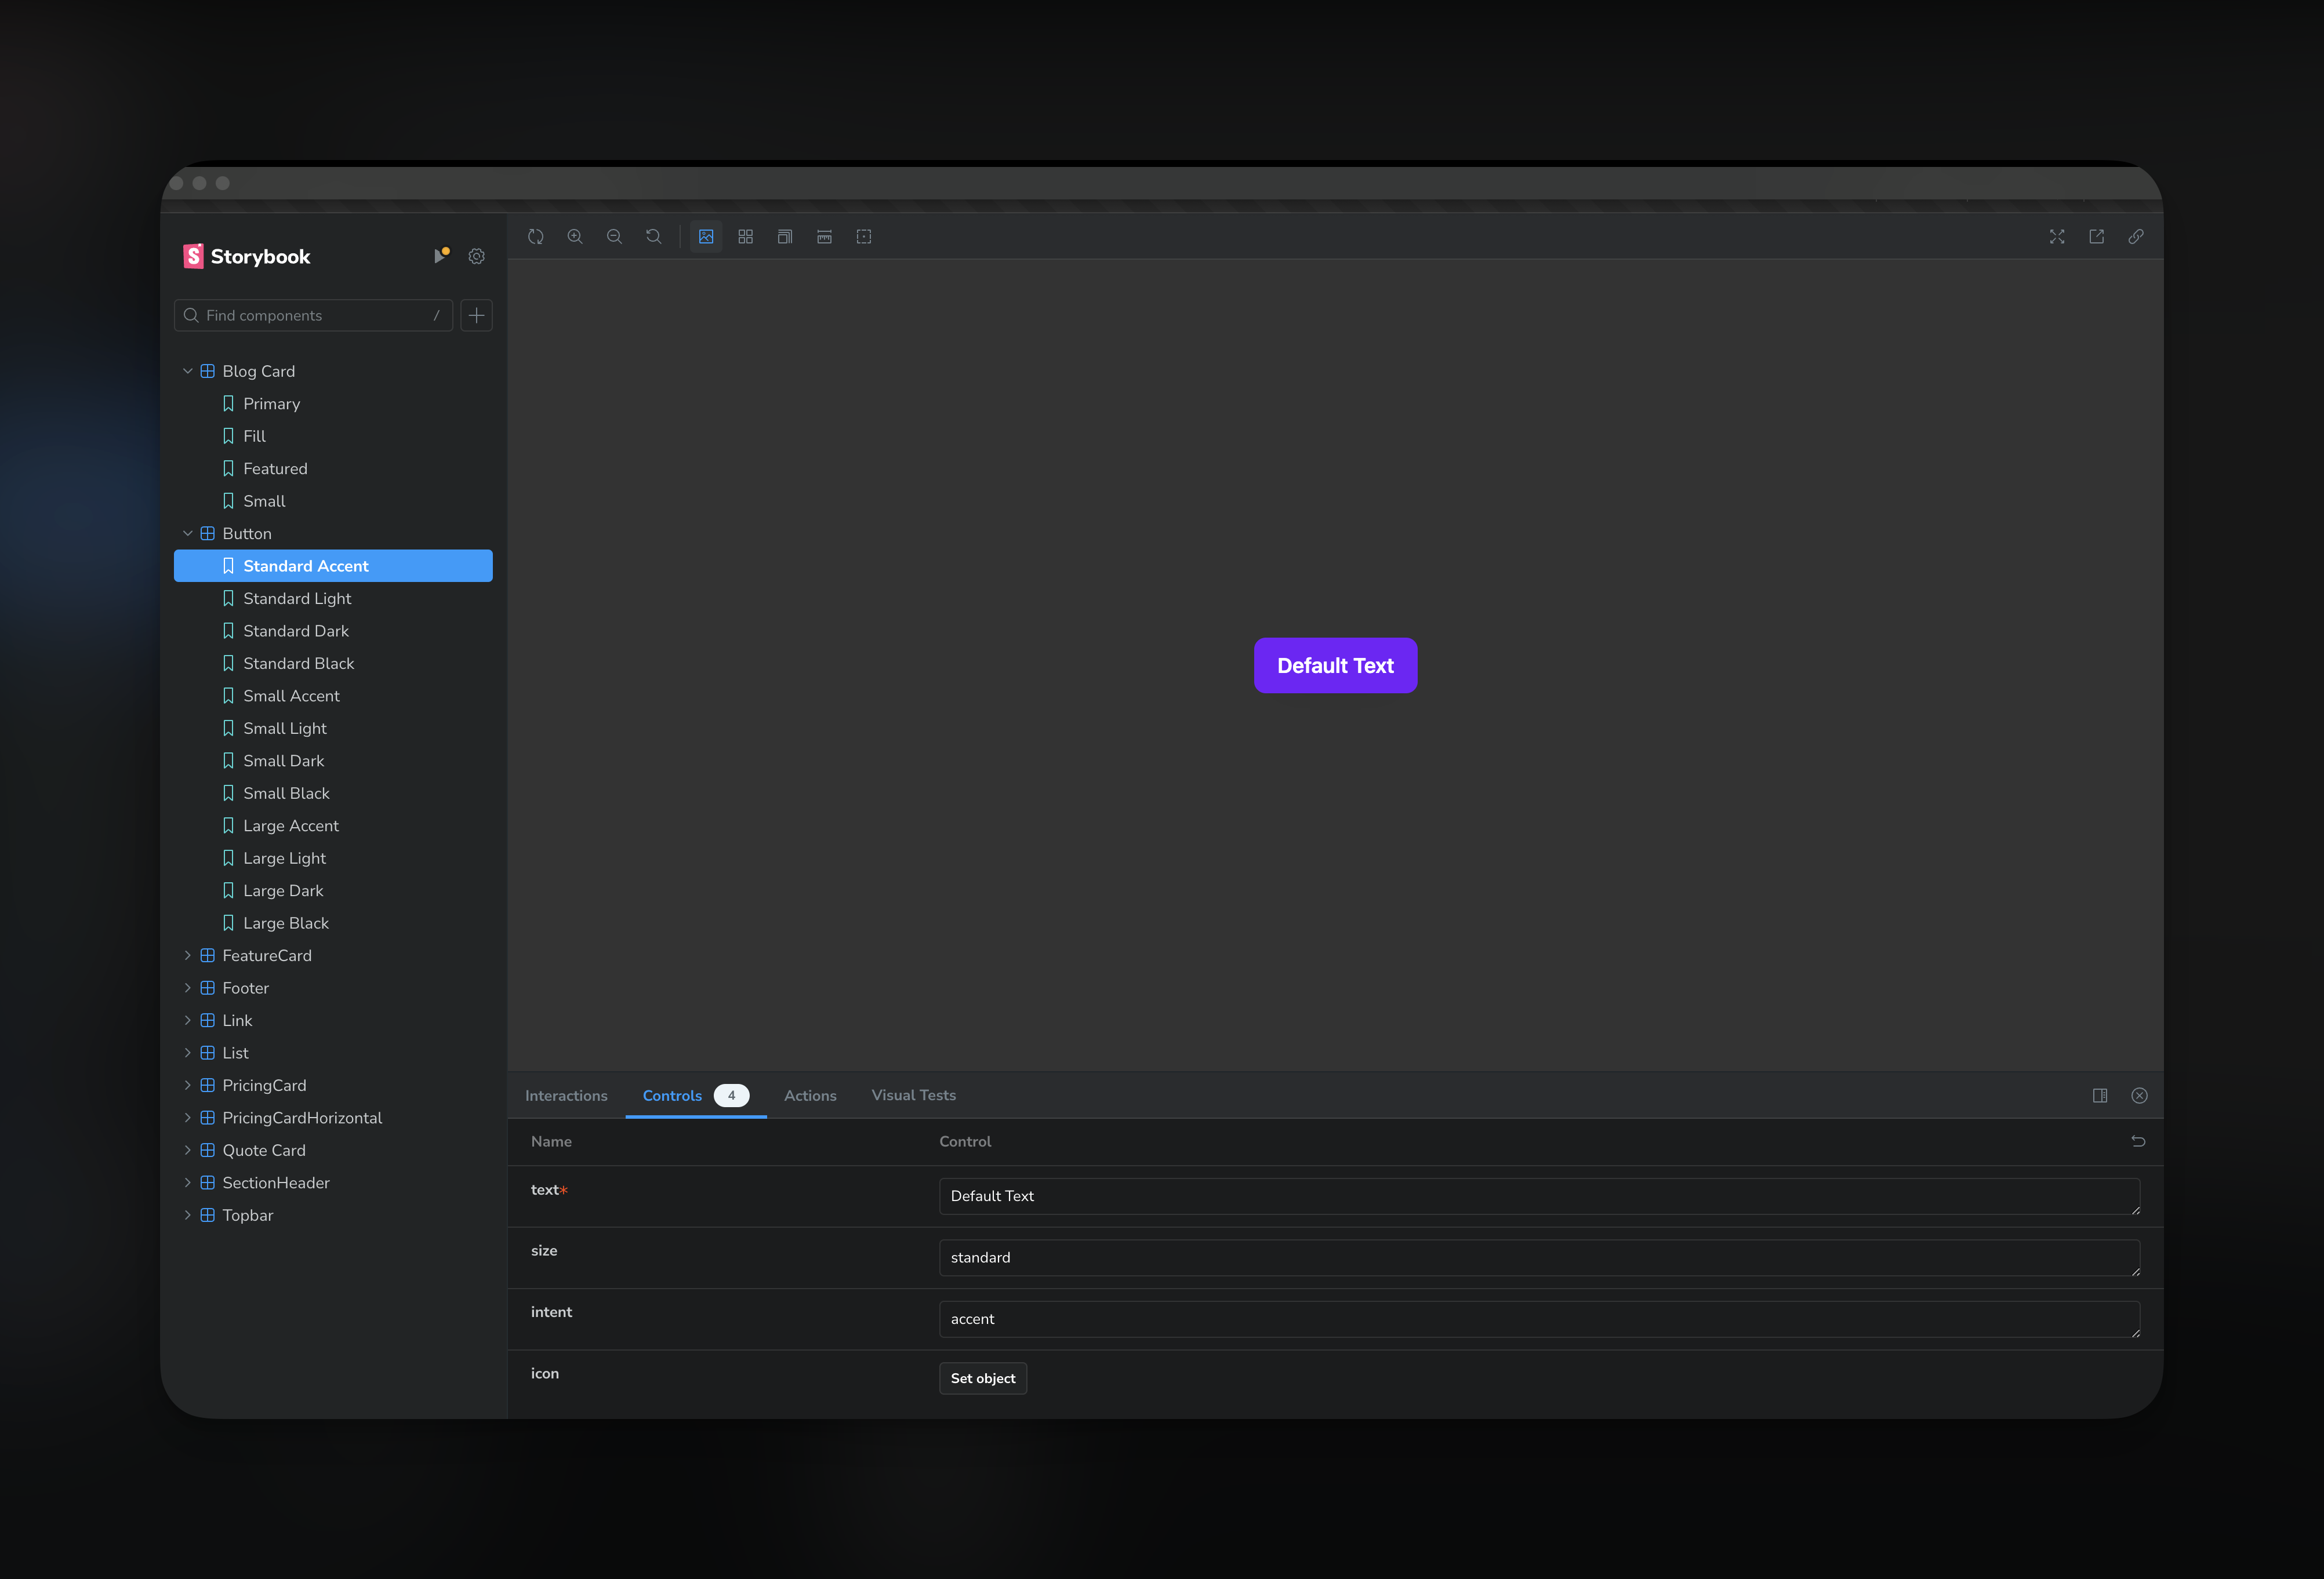 Storybook
Find components /
Blog Card
Primary
Fill
Featured
Small
Button
Standard Accent
Standard Light
Standard Dark
Standard Black
Small Accent
Small Light
Small Dark
Small Black
Large Accent
Large Light
Large Dark
Large Black
FeatureCard
Footer
Link
List
PricingCard
PricingCardHorizontal
Quote Card
SectionHeader
Topbar
Default Text
Interactions Controls 4 Actions Visual Tests
Name Control
text* Default Text
size standard
intent accent
icon Set object